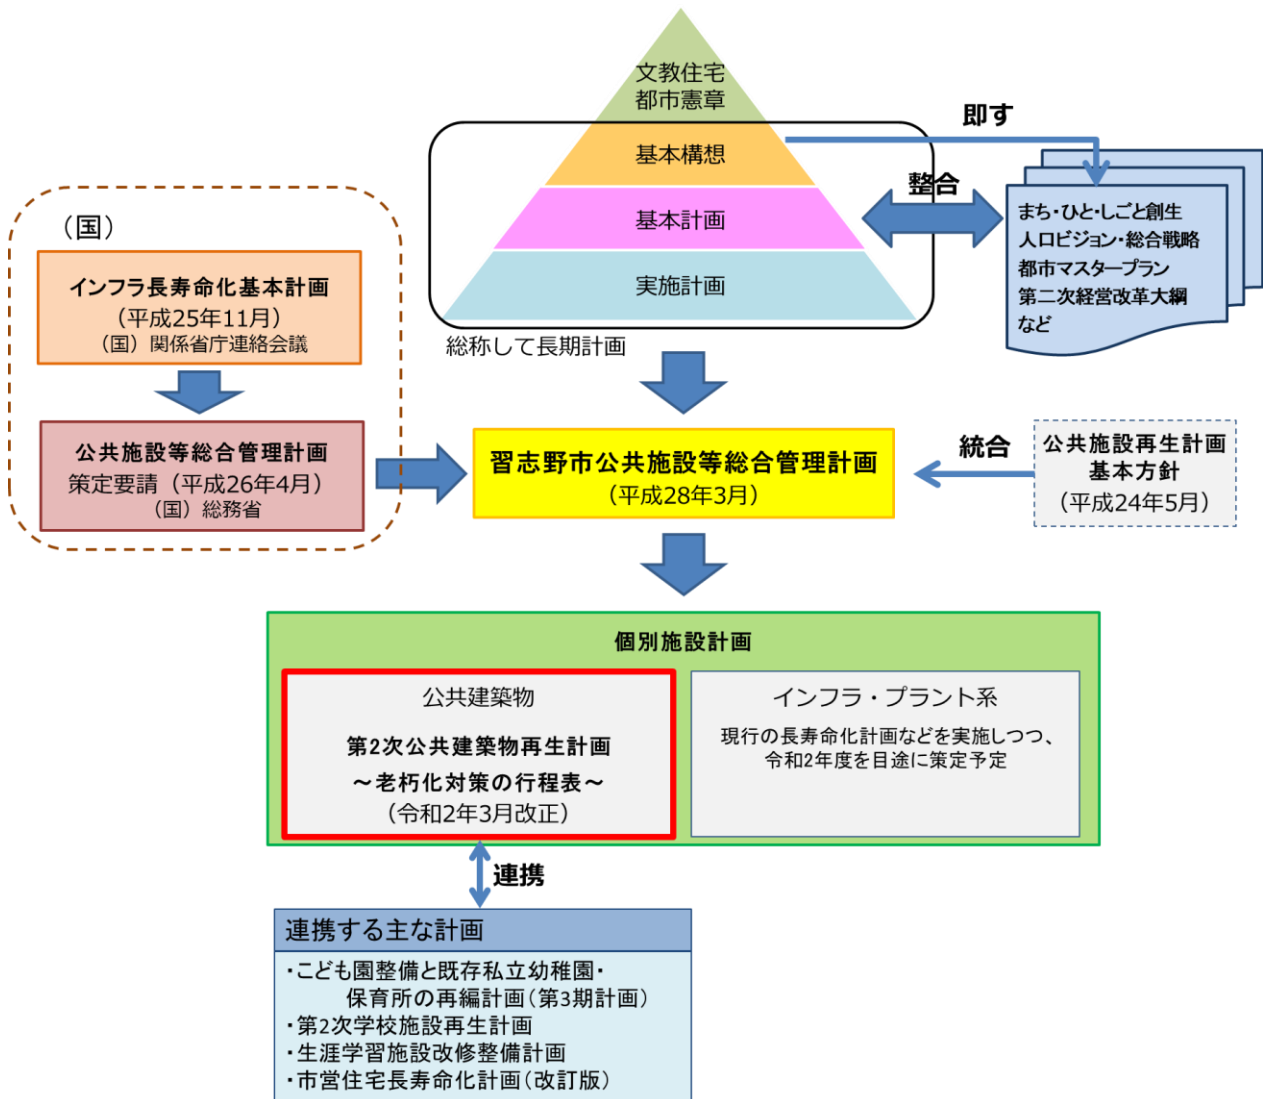 文教住宅
都市憲章
基本構想
基本計画
実施計画
総称して長期計画
即す
整合
まち・ひと・しごと創生
人口ビジョン・総合戦略
都市マスタープラン
第二次経営改革大綱
など
（国）
インフラ長寿命化基本計画
（平成25年11月）
（国）関係省庁連絡会議
公共施設等総合管理計画
策定要請（平成26年4月）
（国）総務省
習志野市公共施設等総合管理計画
（平成28年3月）
統合
公共施設再生計画
基本方針
（平成24年5月）
個別施設計画
公共建築物
第2次公共建築物再生計画
～老朽化対策の行程表～
（令和2年3月改正）
インフラ・プラント系
現行の長寿命化計画などを実施しつつ、
令和2年度を目途に策定予定
連携
連携する主な計画
・こども園整備と既存私立幼稚園・
保育所の再編計画（第3期計画）
・第2次学校施設再生計画
・生涯学習施設改修整備計画
・市営住宅長寿命化計画（改訂版）